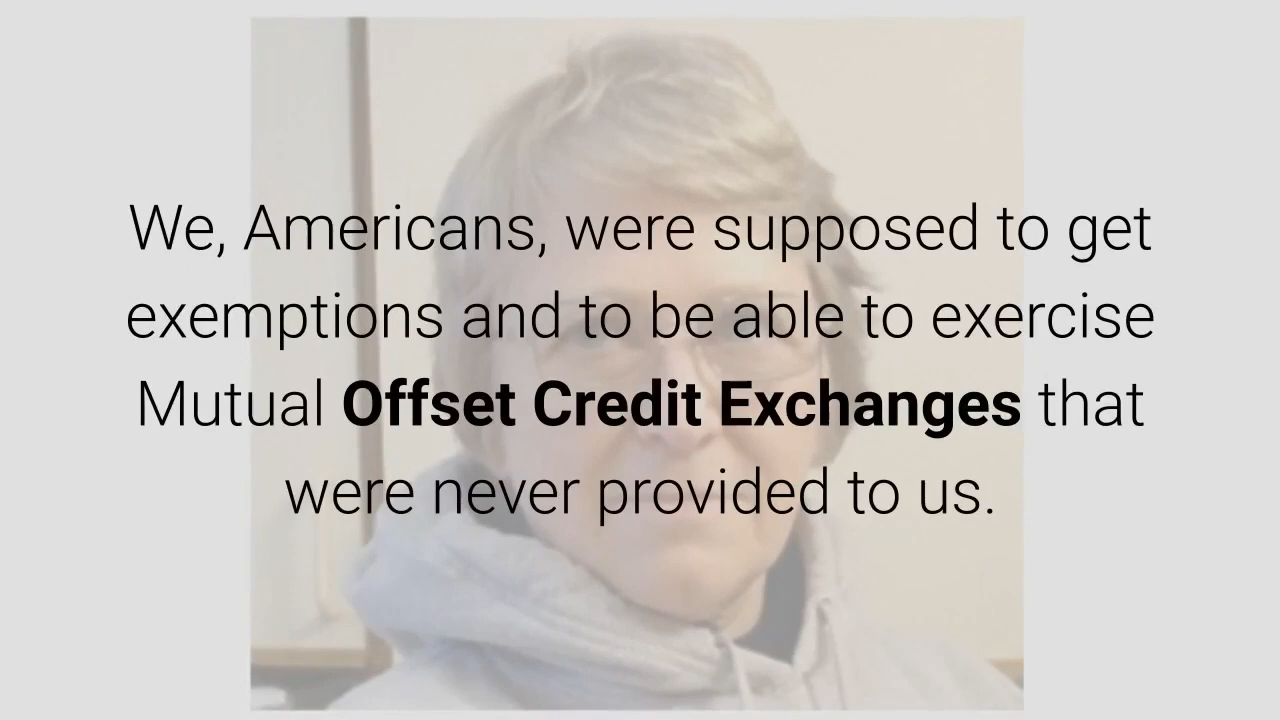 We, Americans, were supposed to get
exemptions and to be able to exercise
Mutual Offset Credit Exchanges that
were never provided to us.